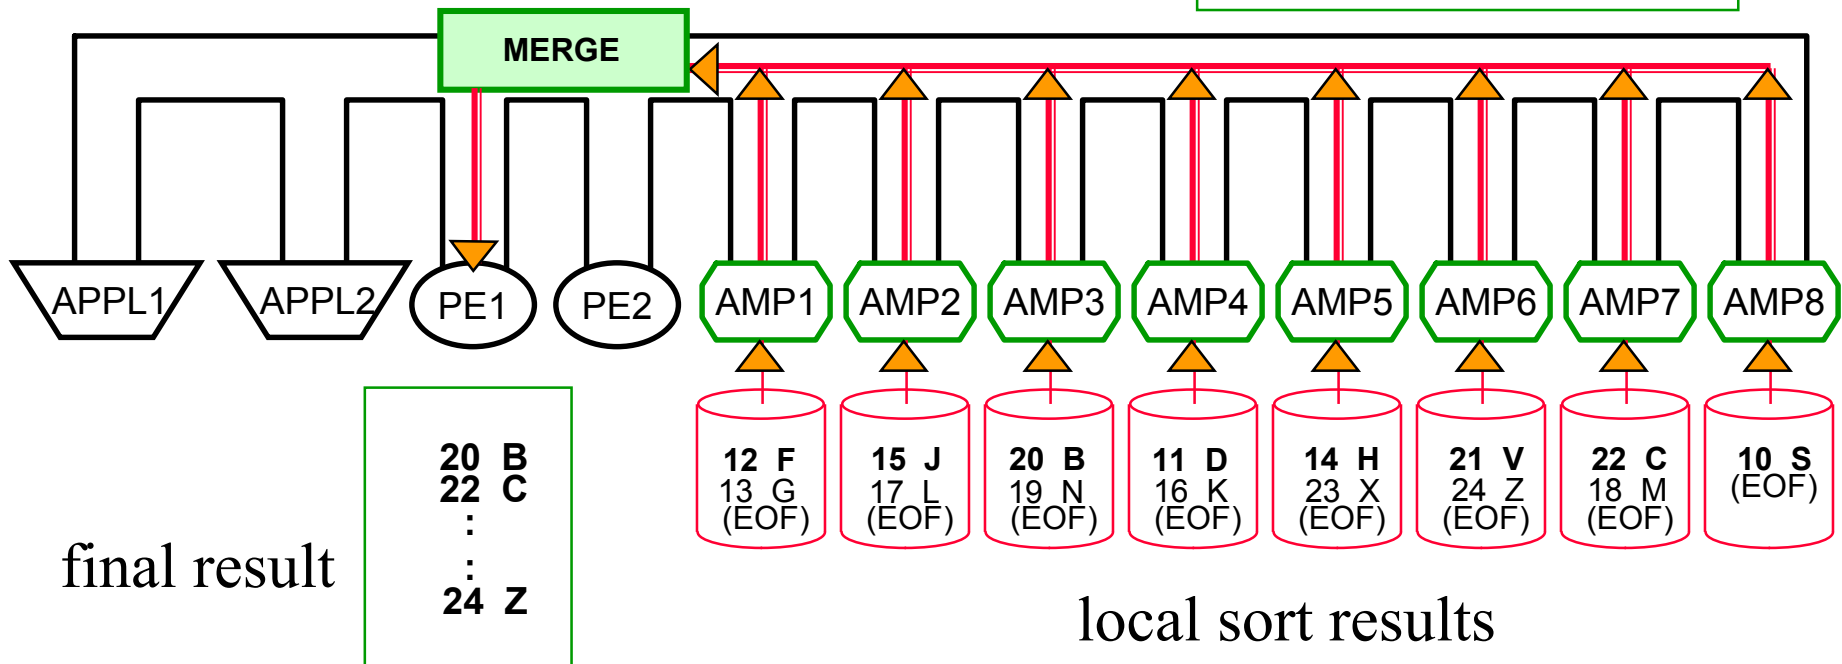 MERGE
APPL1
APPL2
PE1
PE2
AMP1
AMP2
AMP3
AMP4
AMP5
AMP6
AMP7
AMP8
12 F
13 G
(EOF)
15 J
17 L
(EOF)
20 B
19 N
(EOF)
11 D
16 K
(EOF)
14 H
23 X
(EOF)
21 V
24 Z
(EOF)
22 C
18 M
(EOF)
10 S
(EOF)
final result
20 B
22 C
:
:
24 Z
local sort results